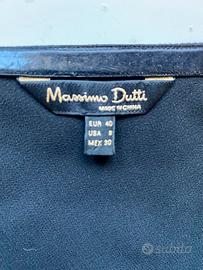 Massimo Dutti
MADE IN CHINA
EUR 40
USA 8
MEX 30
subito